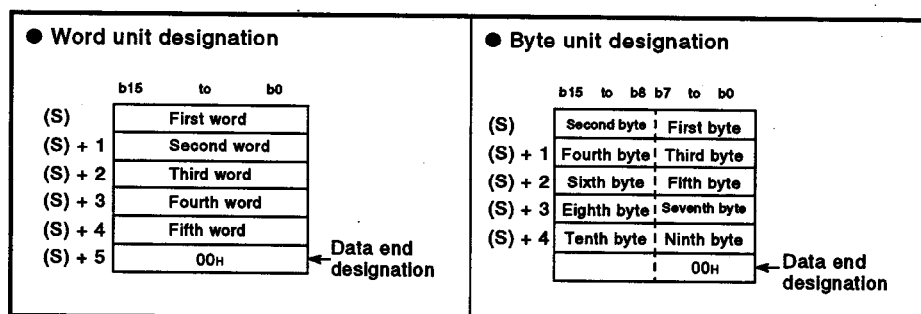 ● Word unit designation
b15 to b0
(S) First word
(S) + 1 Second word
(S) + 2 Third word
(S) + 3 Fourth word
(S) + 4 Fifth word
(S) + 5 00H
Data end
designation
● Byte unit designation
b15 to b8 b7 to b0
(S) Second byte First byte
(S) + 1 Fourth byte Third byte
(S) + 2 Sixth byte Fifth byte
(S) + 3 Eighth byte Seventh byte
(S) + 4 Tenth byte Ninth byte
00H
Data end
designation